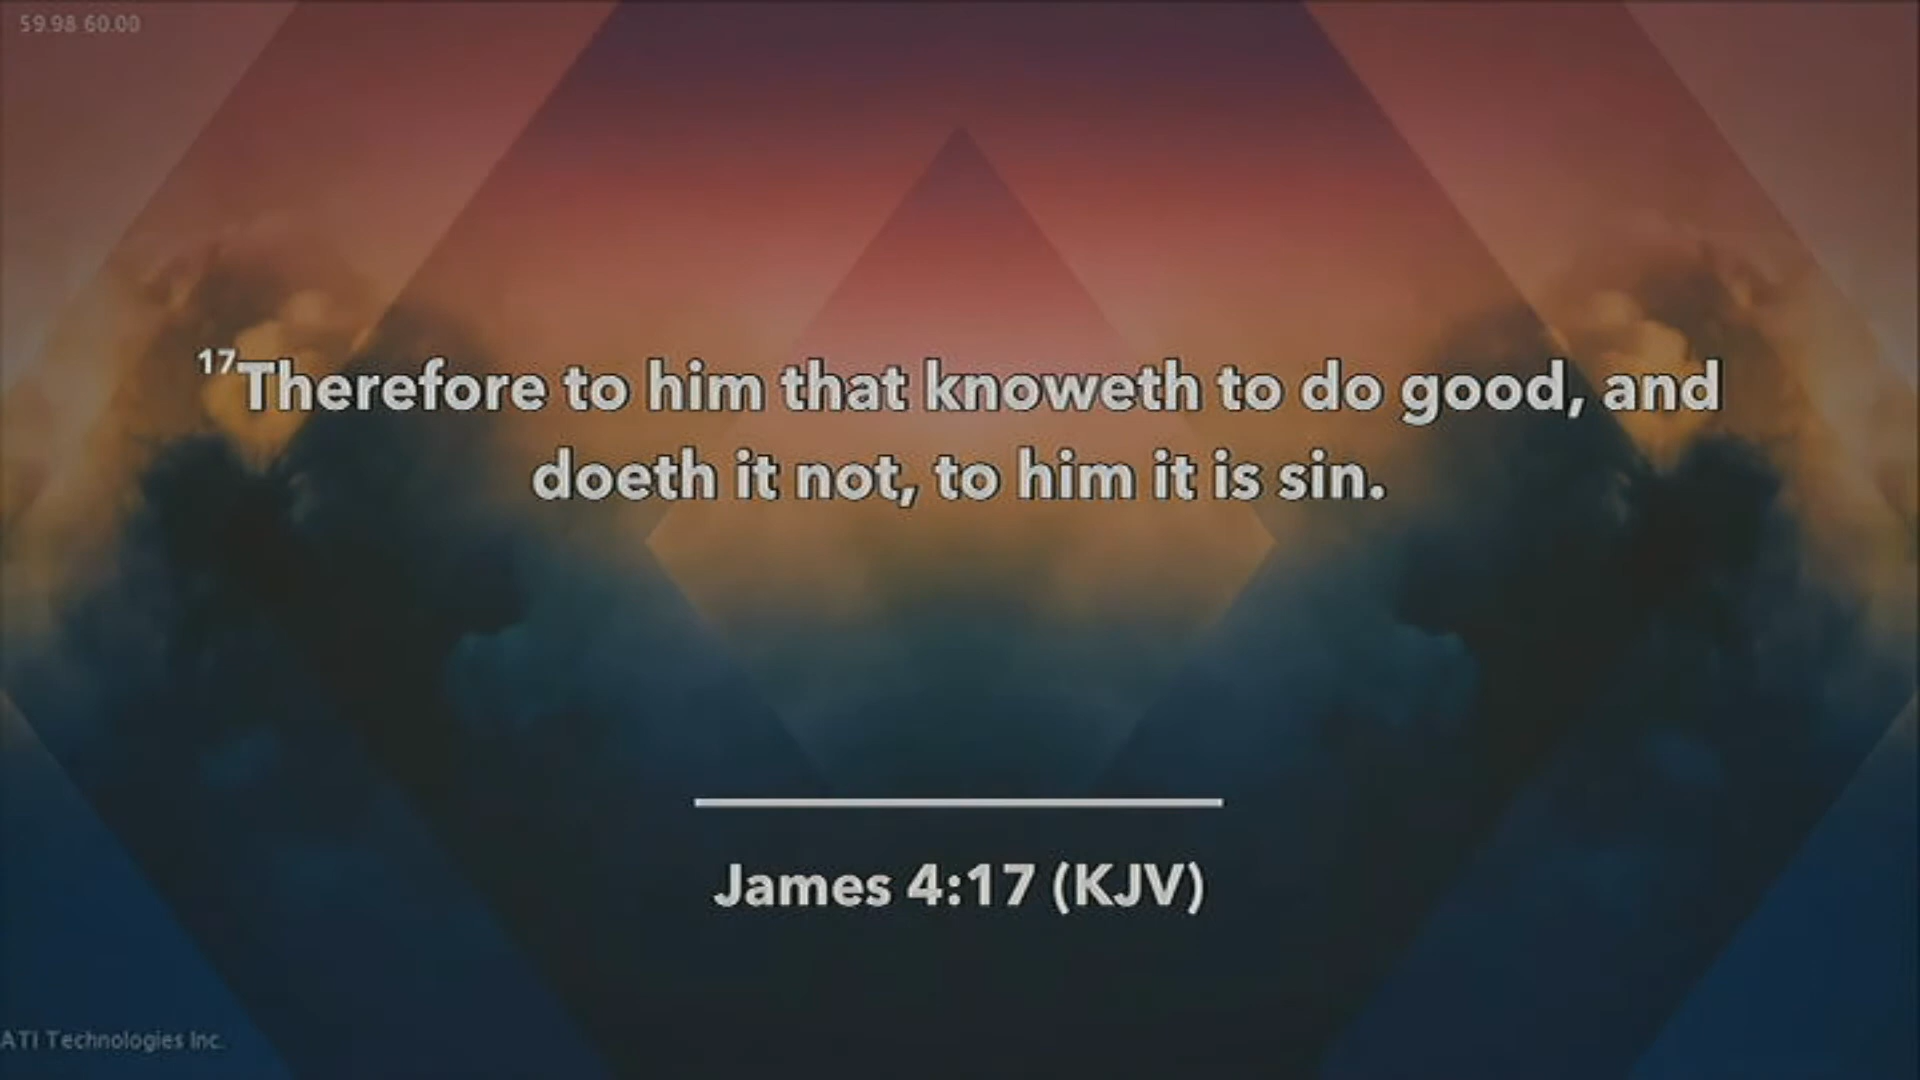 59.98 60.00
17Therefore to him that knoweth to do good, and
doeth it not, to him it is sin.
James 4:17 (KJV)
ATI Technologies Inc.